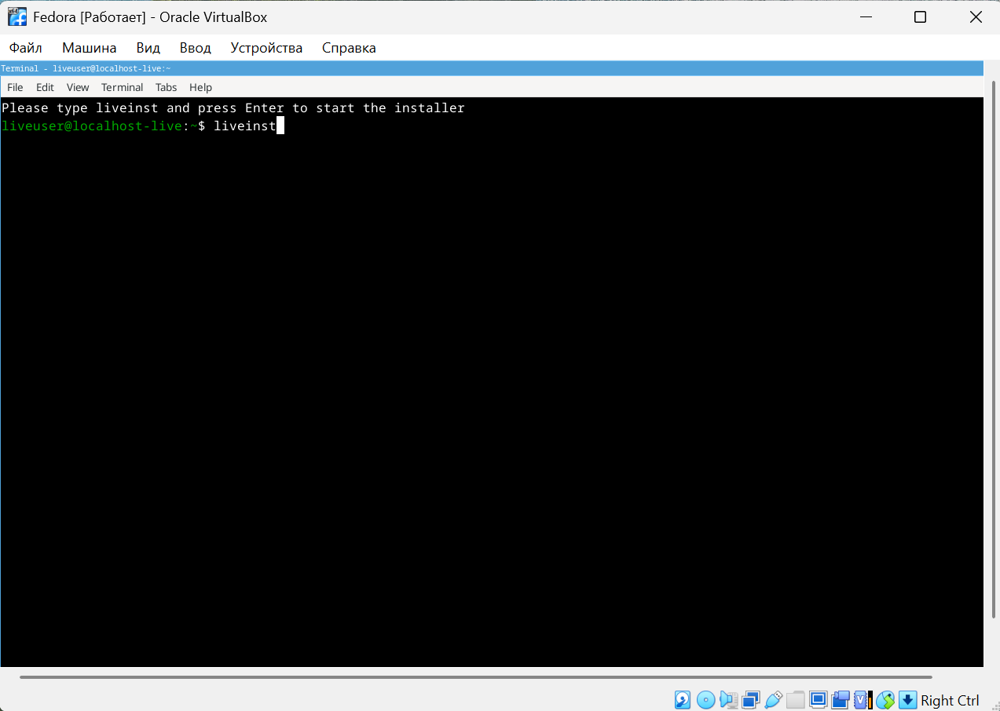 Fedora [Работает] - Oracle VirtualBox
Файл Машина Вид Ввод Устройства Справка
Terminal - liveuser@localhost-live:~
File Edit View Terminal Tabs Help
Please type liveinst and press Enter to start the installer
liveuser@localhost-live:~$ liveinst
Right Ctrl